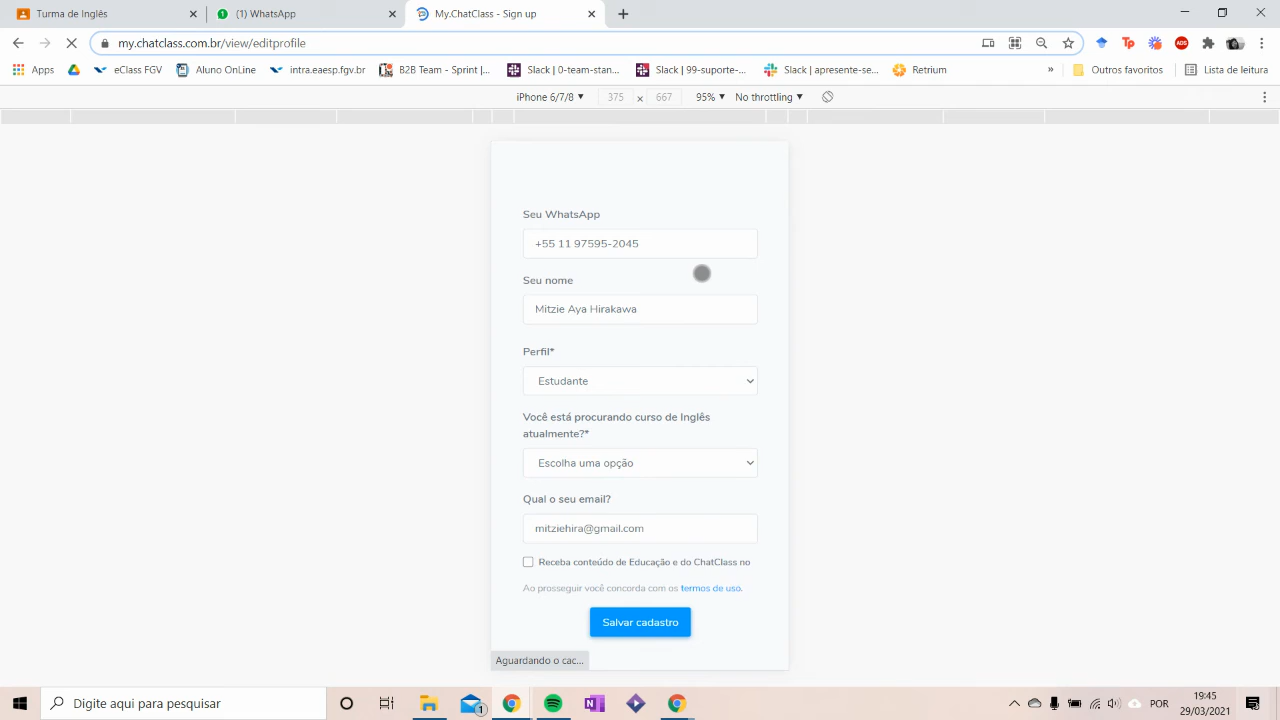 Turma de Inglês
(1) WhatsApp
My.ChatClass - Sign up
my.chatclass.com.br/view/editprofile
Apps
eClass FGV
Aluno Online
intra.eaesp.fgv.br
B2B Team - Sprint |...
Slack | 0-team-stan...
Slack | 99-suporte-...
Slack | apresente-se...
Retrium
»
Outros favoritos
Lista de leitura
iPhone 6/7/8 375 x 667 95% No throttling
Seu WhatsApp
+55 11 97595-2045
Seu nome
Mitzie Aya Hirakawa
Perfil*
Estudante
Você está procurando curso de Inglês
atualmente?*
Escolha uma opção
Qual o seu email?
mitziehira@gmail.com
Receba conteúdo de Educação e do ChatClass no
Ao prosseguir você concorda com os termos de uso.
Salvar cadastro
Aguardando o cac...
Digite aqui para pesquisar
1
POR
19:45
29/03/2021